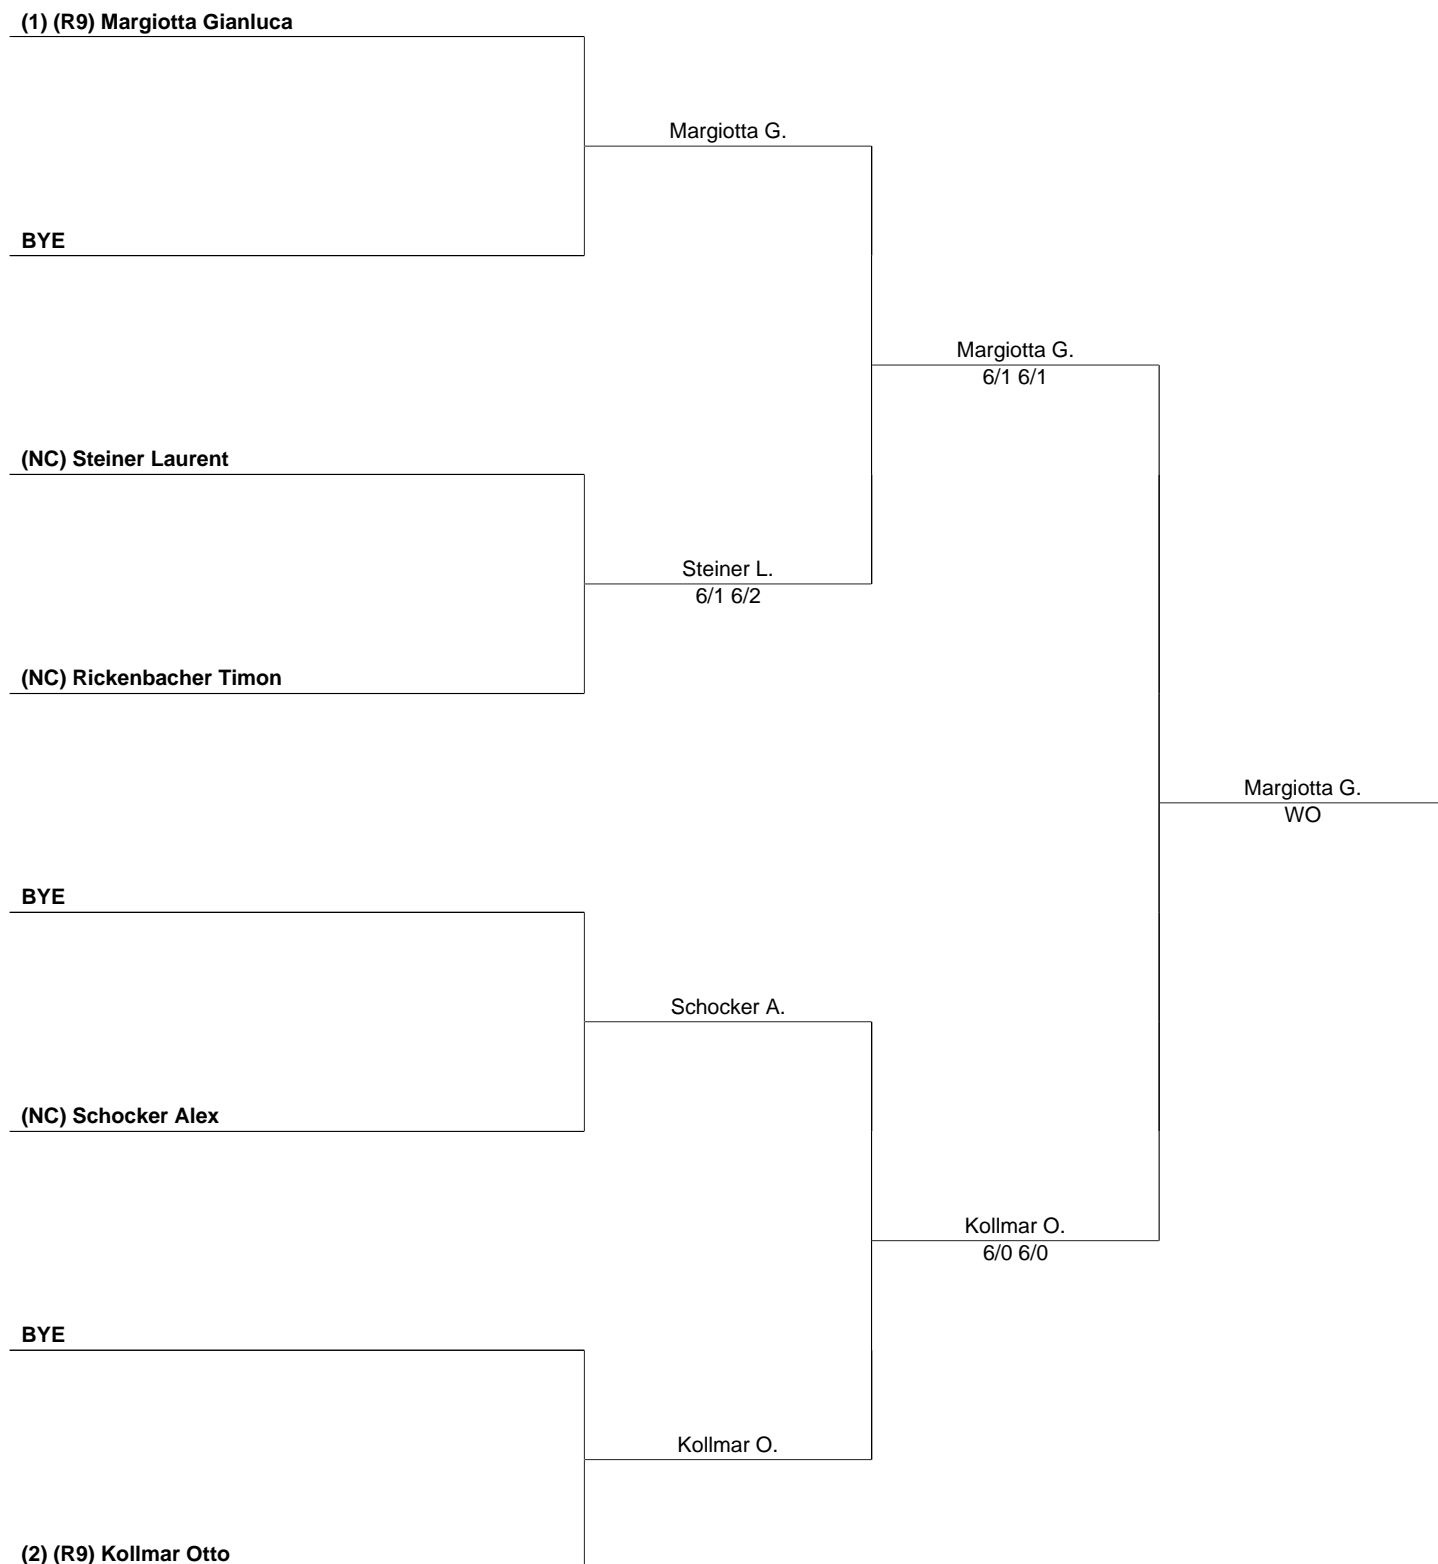 (1) (R9) Margiotta Gianluca
Margiotta G.
BYE
Margiotta G.
6/1 6/1
(NC) Steiner Laurent
Steiner L.
6/1 6/2
(NC) Rickenbacher Timon
Margiotta G.
WO
BYE
Schocker A.
(NC) Schocker Alex
Kollmar O.
6/0 6/0
BYE
Kollmar O.
(2) (R9) Kollmar Otto